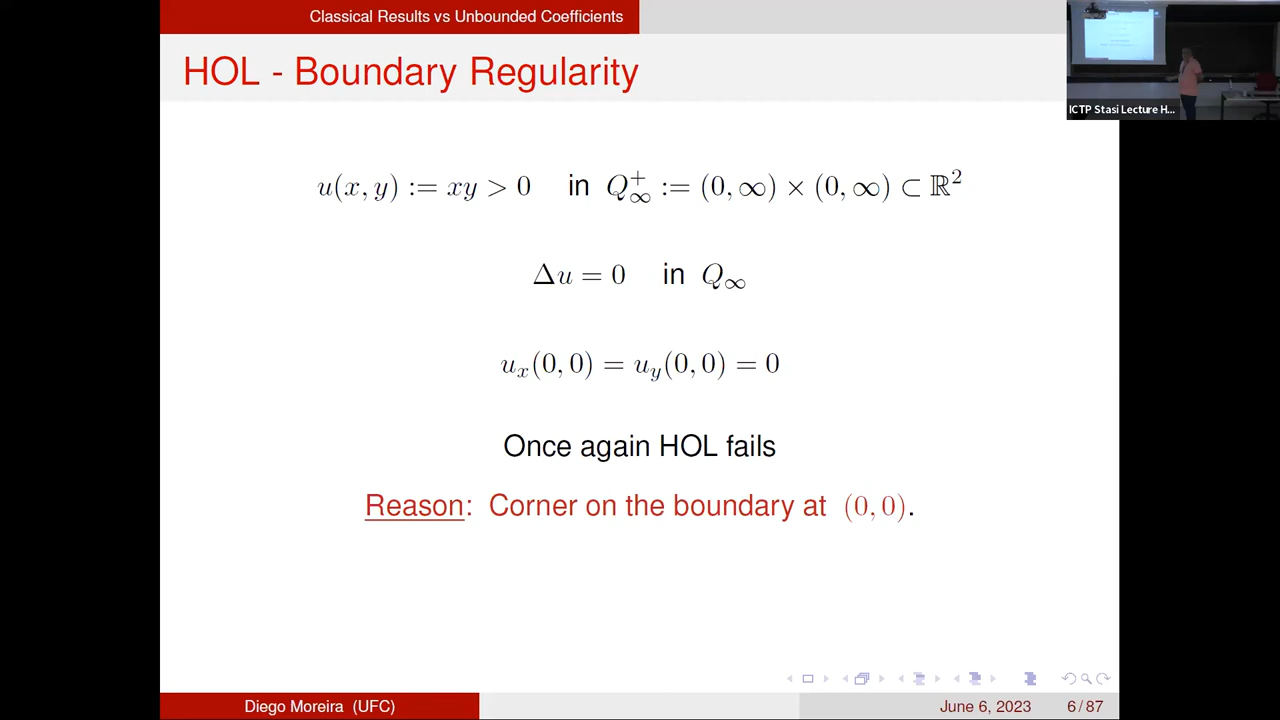 Classical Results vs Unbounded Coefficients
HOL - Boundary Regularity
ICTP Stasi Lecture H...
u(x, y) := xy > 0 in Q_∞^+ := (0, ∞) × (0, ∞) ⊂ ℝ²
Δu = 0 in Q_∞
u_x(0, 0) = u_y(0, 0) = 0
Once again HOL fails
Reason: Corner on the boundary at (0, 0).
Diego Moreira (UFC)
June 6, 2023
6 / 87